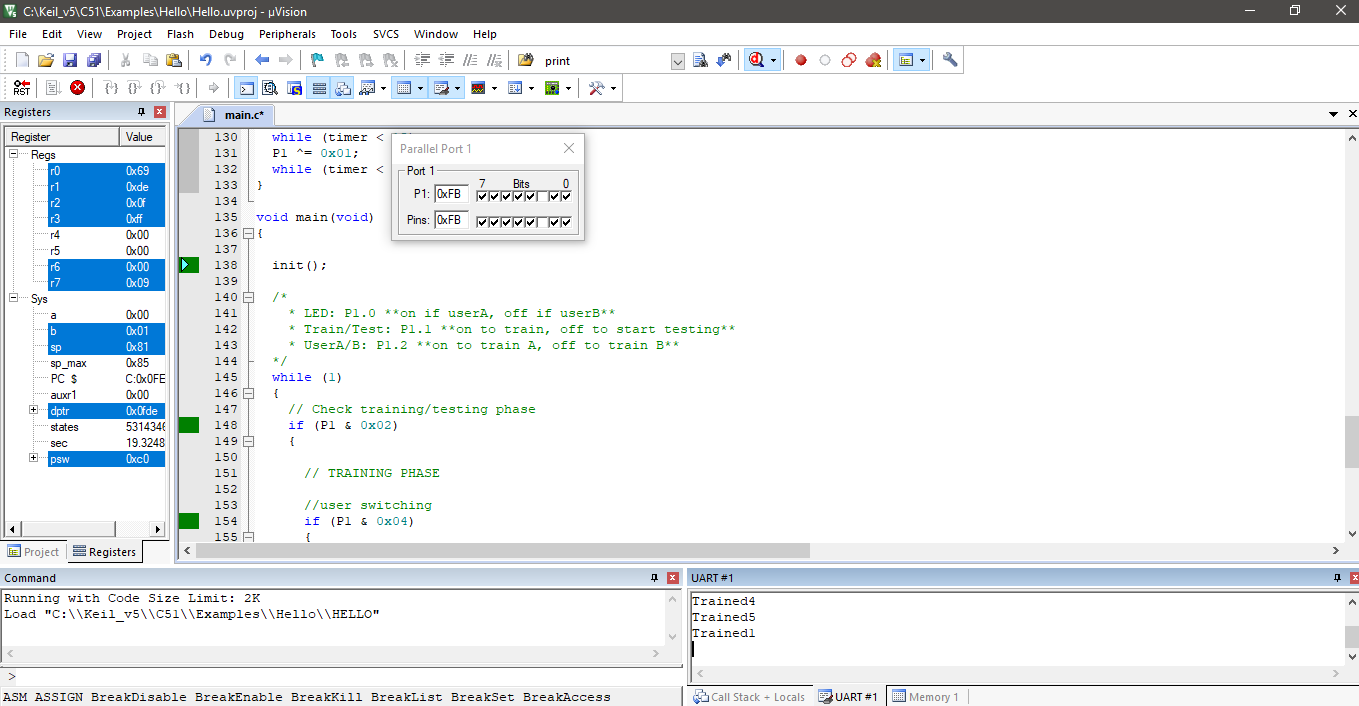 C:\Keil_v5\C51\Examples\Hello\Hello.uvproj - µVision
File Edit View Project Flash Debug Peripherals Tools SVCS Window Help
print
RST
Registers
main.c*
Register Value
Regs
r0 0x69
r1 0xde
r2 0x0f
r3 0xff
r4 0x00
r5 0x00
r6 0x00
r7 0x09
Sys
a 0x00
b 0x01
sp 0x81
sp_max 0x85
PC $ C:0x0FE
auxr1 0x00
dptr 0x0fde
states 5314346
sec 19.3248
psw 0xc0
Project Registers
130 while (timer <
131 P1 ^= 0x01;
132 while (timer <
133 }
134
135 void main(void)
136 {
137
138 init();
139
140 /*
141 * LED: P1.0 **on if userA, off if userB**
142 * Train/Test: P1.1 **on to train, off to start testing**
143 * UserA/B: P1.2 **on to train A, off to train B**
144 */
145 while (1)
146 {
147 // Check training/testing phase
148 if (P1 & 0x02)
149 {
150
151 // TRAINING PHASE
152
153 //user switching
154 if (P1 & 0x04)
155 {
Parallel Port 1
Port 1
7 Bits 0
P1: 0xFB
Pins: 0xFB
Command
Running with Code Size Limit: 2K
Load "C:\\Keil_v5\\C51\\Examples\\Hello\\HELLO"
>
ASM ASSIGN BreakDisable BreakEnable BreakKill BreakList BreakSet BreakAccess
UART #1
Trained4
Trained5
Trained1
Call Stack + Locals UART #1 Memory 1